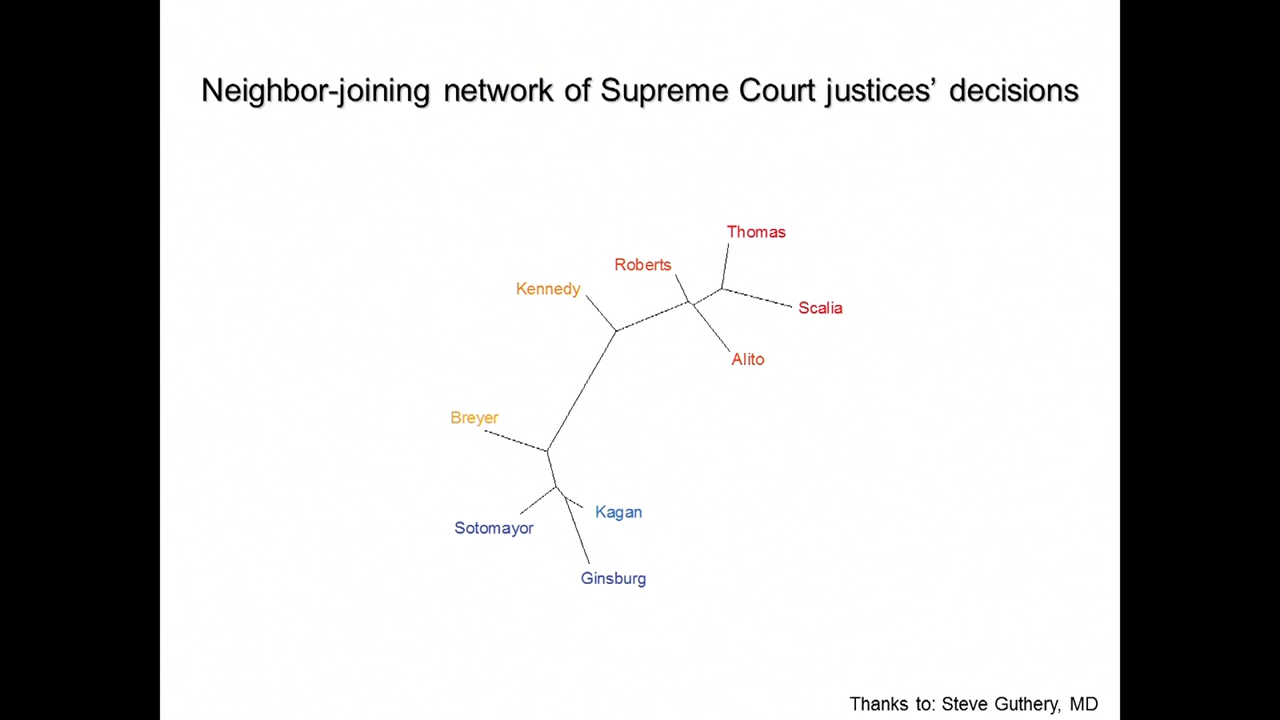 Neighbor-joining network of Supreme Court justices’ decisions
Thomas
Roberts
Kennedy
Scalia
Alito
Breyer
Kagan
Sotomayor
Ginsburg
Thanks to: Steve Guthery, MD